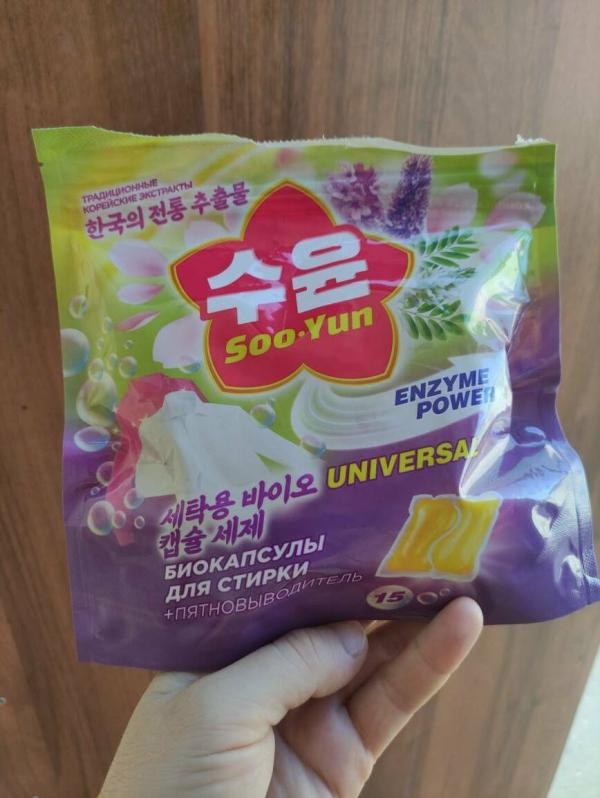 ТРАДИЦИОННЫЕ
КОРЕЙСКИЕ ЭКСТРАКТЫ
한국의 전통 추출물
수윤
Soo·Yun
ENZYME
POWER
UNIVERSAL
세탁용 바이오
캡슐 세제
БИОКАПСУЛЫ
ДЛЯ СТИРКИ
+ПЯТНОВЫВОДИТЕЛЬ
15